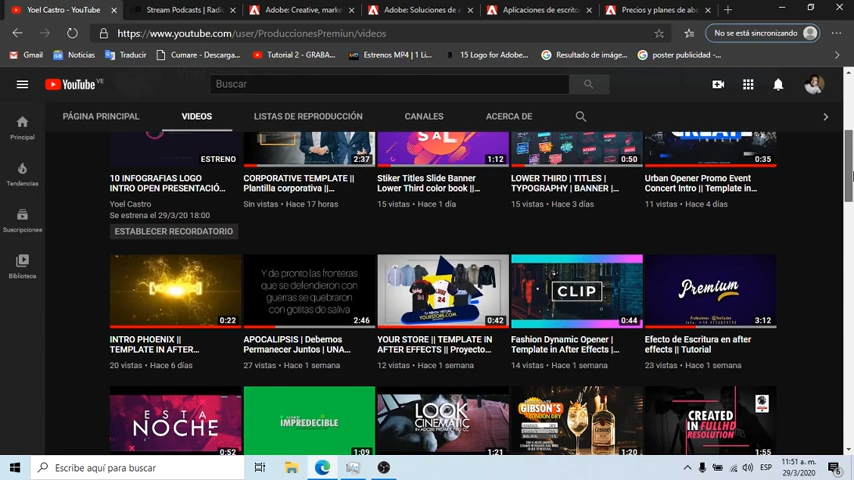 Yoel Castro - YouTube
Stream Podcasts | Radio
Adobe: Creative, marke
Adobe: Soluciones de
Aplicaciones de escrito
Precios y planes de abo
https://www.youtube.com/user/ProduccionesPremiun/videos
No se está sincronizando
Gmail
Noticias
Traducir
Cumare - Descarga...
Tutorial 2 - GRABA...
Estrenos MP4 | 1 Li...
15 Logo for Adobe...
Resultado de imáge...
poster publicidad -...
YouTube VE
Buscar
PÁGINA PRINCIPAL
VIDEOS
LISTAS DE REPRODUCCIÓN
CANALES
ACERCA DE
Principal
Tendencias
Suscripciones
Biblioteca
ESTRENO
2:37
SAL
1:12
0:50
CREATE
0:35
10 INFOGRAFIAS LOGO
INTRO OPEN PRESENTACIÓ...
Yoel Castro
Se estrena el 29/3/20 18:00
ESTABLECER RECORDATORIO
CORPORATIVE TEMPLATE ||
Plantilla corporativa ||...
Sin vistas • Hace 17 horas
Stiker Titles Slide Banner
Lower Third color book ||...
15 vistas • Hace 1 día
LOWER THIRD | TITLES |
TYPOGRAPHY | BANNER |...
15 vistas • Hace 3 días
Urban Opener Promo Event
Concert Intro || Template in...
11 vistas • Hace 4 días
0:22
Y de pronto las fronteras
que se defendieron con
guerras se quebraron
con gotitas de saliva
2:46
YOURSTORE.COM
0:42
CLIP
0:44
Premium
3:12
INTRO PHOENIX ||
TEMPLATE IN AFTER...
20 vistas • Hace 6 días
APOCALIPSIS | Debemos
Permanecer Juntos | UNA...
27 vistas • Hace 1 semana
YOUR STORE || TEMPLATE IN
AFTER EFFECTS || Proyecto...
12 vistas • Hace 1 semana
Fashion Dynamic Opener |
Template in After Effects |...
14 vistas • Hace 1 semana
Efecto de Escritura en after
effects || Tutorial
23 vistas • Hace 1 semana
ESTA
NOCHE
0:52
IMPREDECIBLE
1:09
LOOK
CINEMATIC
1:21
GIBSON'S
LONDON DRY
1:20
CREATED
IN FULLHD
RESOLUTION
1:55
Escribe aquí para buscar
ESP
11:51 a. m.
29/3/2020